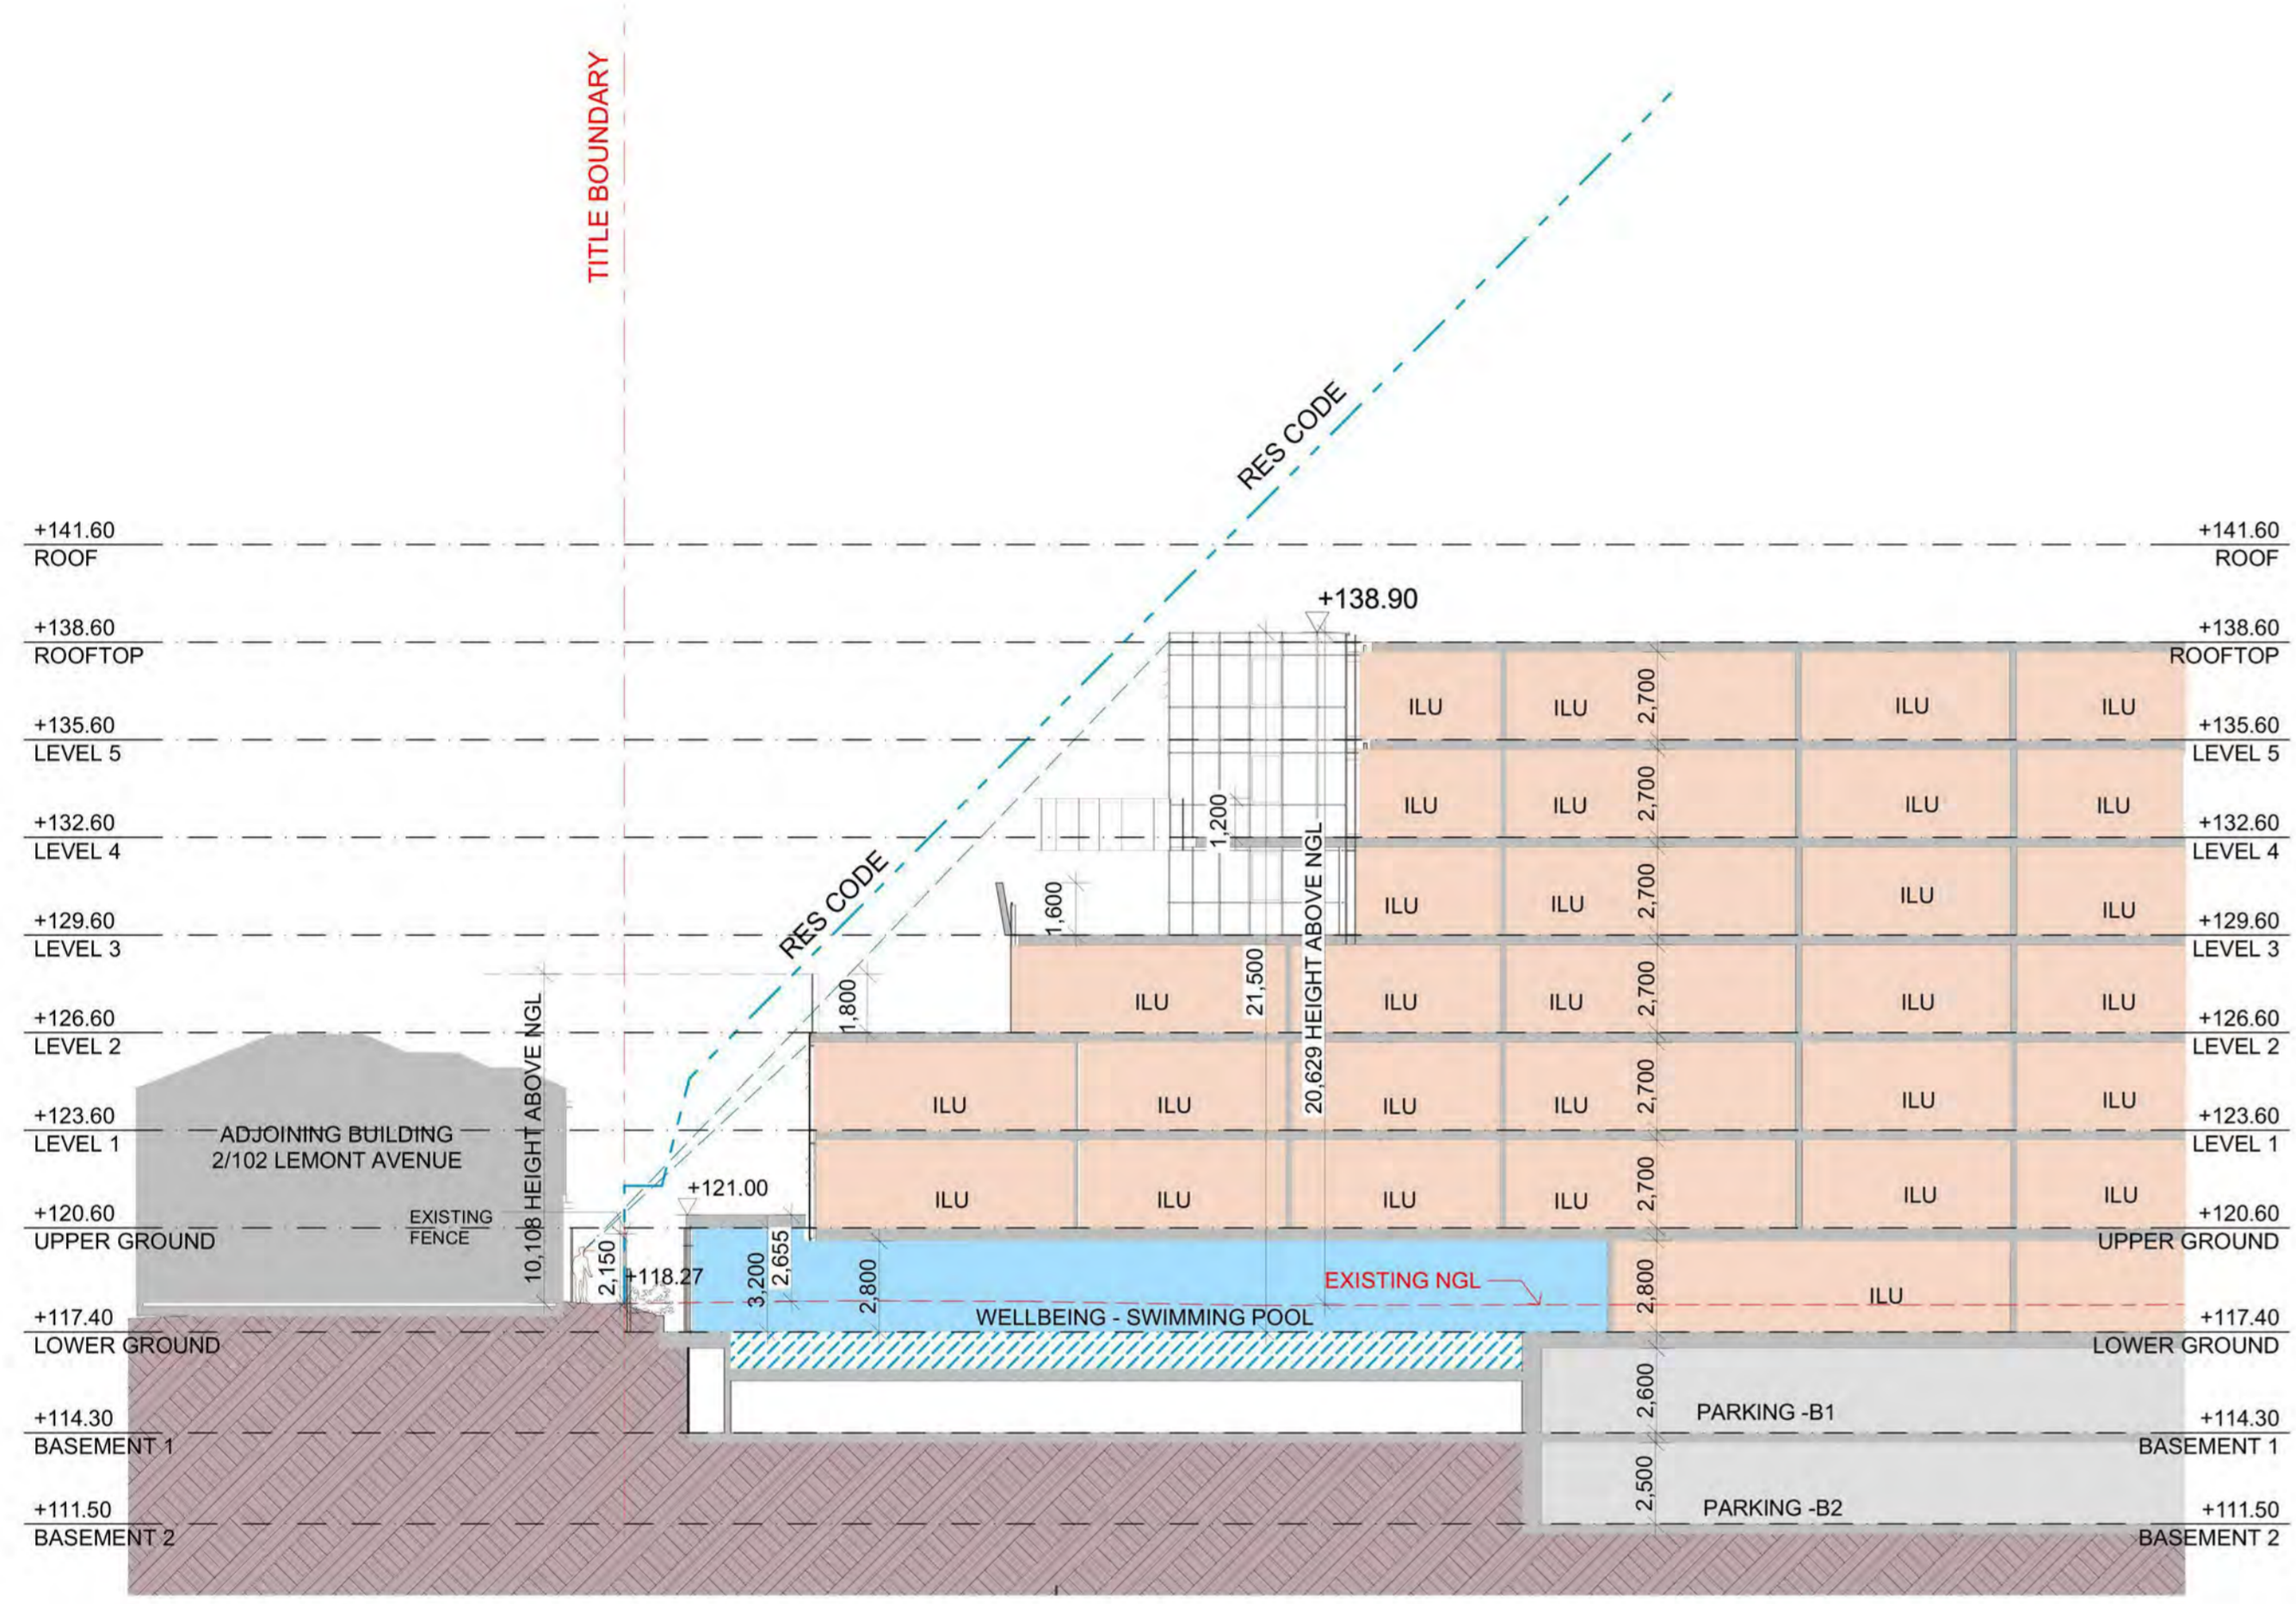 TITLE BOUNDARY
RES CODE
+141.60
ROOF
+141.60
ROOF
+138.90
+138.60
ROOFTOP
+138.60
ROOFTOP
ILU
ILU
2,700
ILU
ILU
+135.60
LEVEL 5
+135.60
LEVEL 5
1,200
ILU
ILU
2,700
ILU
ILU
+132.60
LEVEL 4
+132.60
LEVEL 4
RES CODE
1,600
20,629 HEIGHT ABOVE NGL
ILU
ILU
2,700
ILU
ILU
+129.60
LEVEL 3
+129.60
LEVEL 3
10,108 HEIGHT ABOVE NGL
1,800
ILU
21,500
ILU
ILU
2,700
ILU
ILU
+126.60
LEVEL 2
+126.60
LEVEL 2
ILU
ILU
ILU
ILU
2,700
ILU
ILU
+123.60
LEVEL 1
ADJOINING BUILDING
2/102 LEMONT AVENUE
+123.60
LEVEL 1
+121.00
ILU
ILU
ILU
ILU
2,700
ILU
ILU
+120.60
UPPER GROUND
EXISTING
FENCE
+120.60
UPPER GROUND
2,150
+118.27
3,200
2,655
2,800
EXISTING NGL
2,800
ILU
WELLBEING - SWIMMING POOL
+117.40
LOWER GROUND
+117.40
LOWER GROUND
2,600
PARKING -B1
+114.30
BASEMENT 1
+114.30
BASEMENT 1
2,500
PARKING -B2
+111.50
BASEMENT 2
+111.50
BASEMENT 2